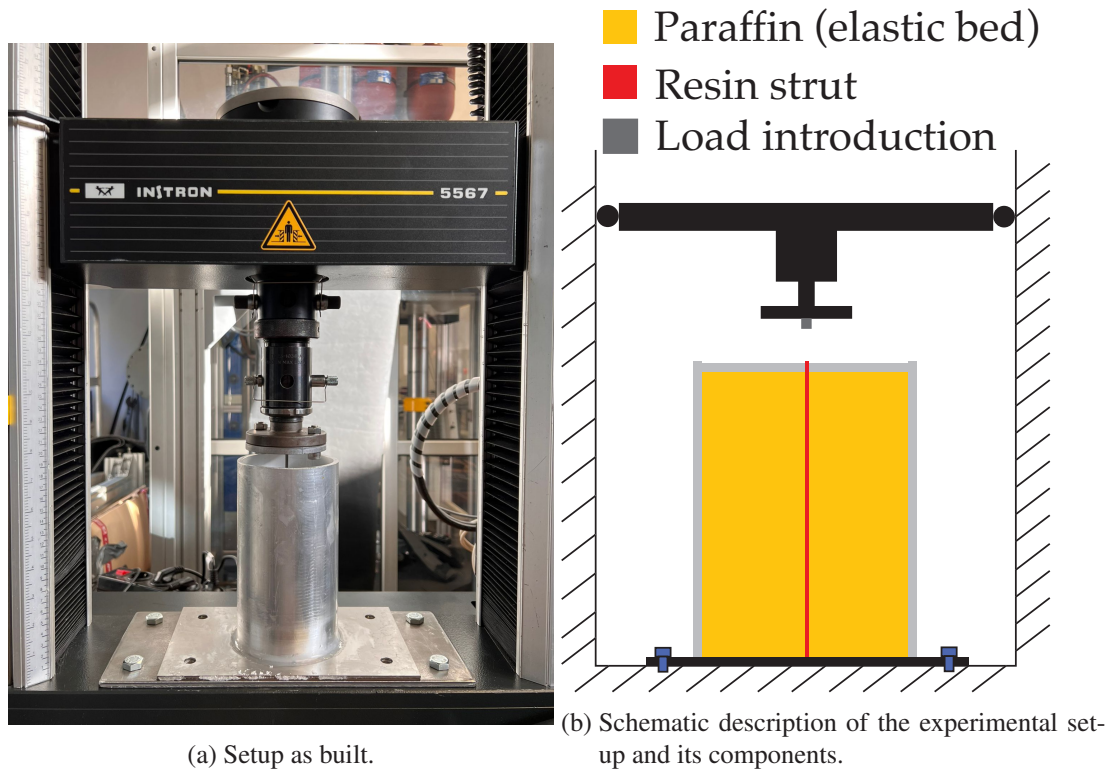 INSTRON
5567
(a) Setup as built.
Paraffin (elastic bed)
Resin strut
Load introduction
(b) Schematic description of the experimental set-
up and its components.